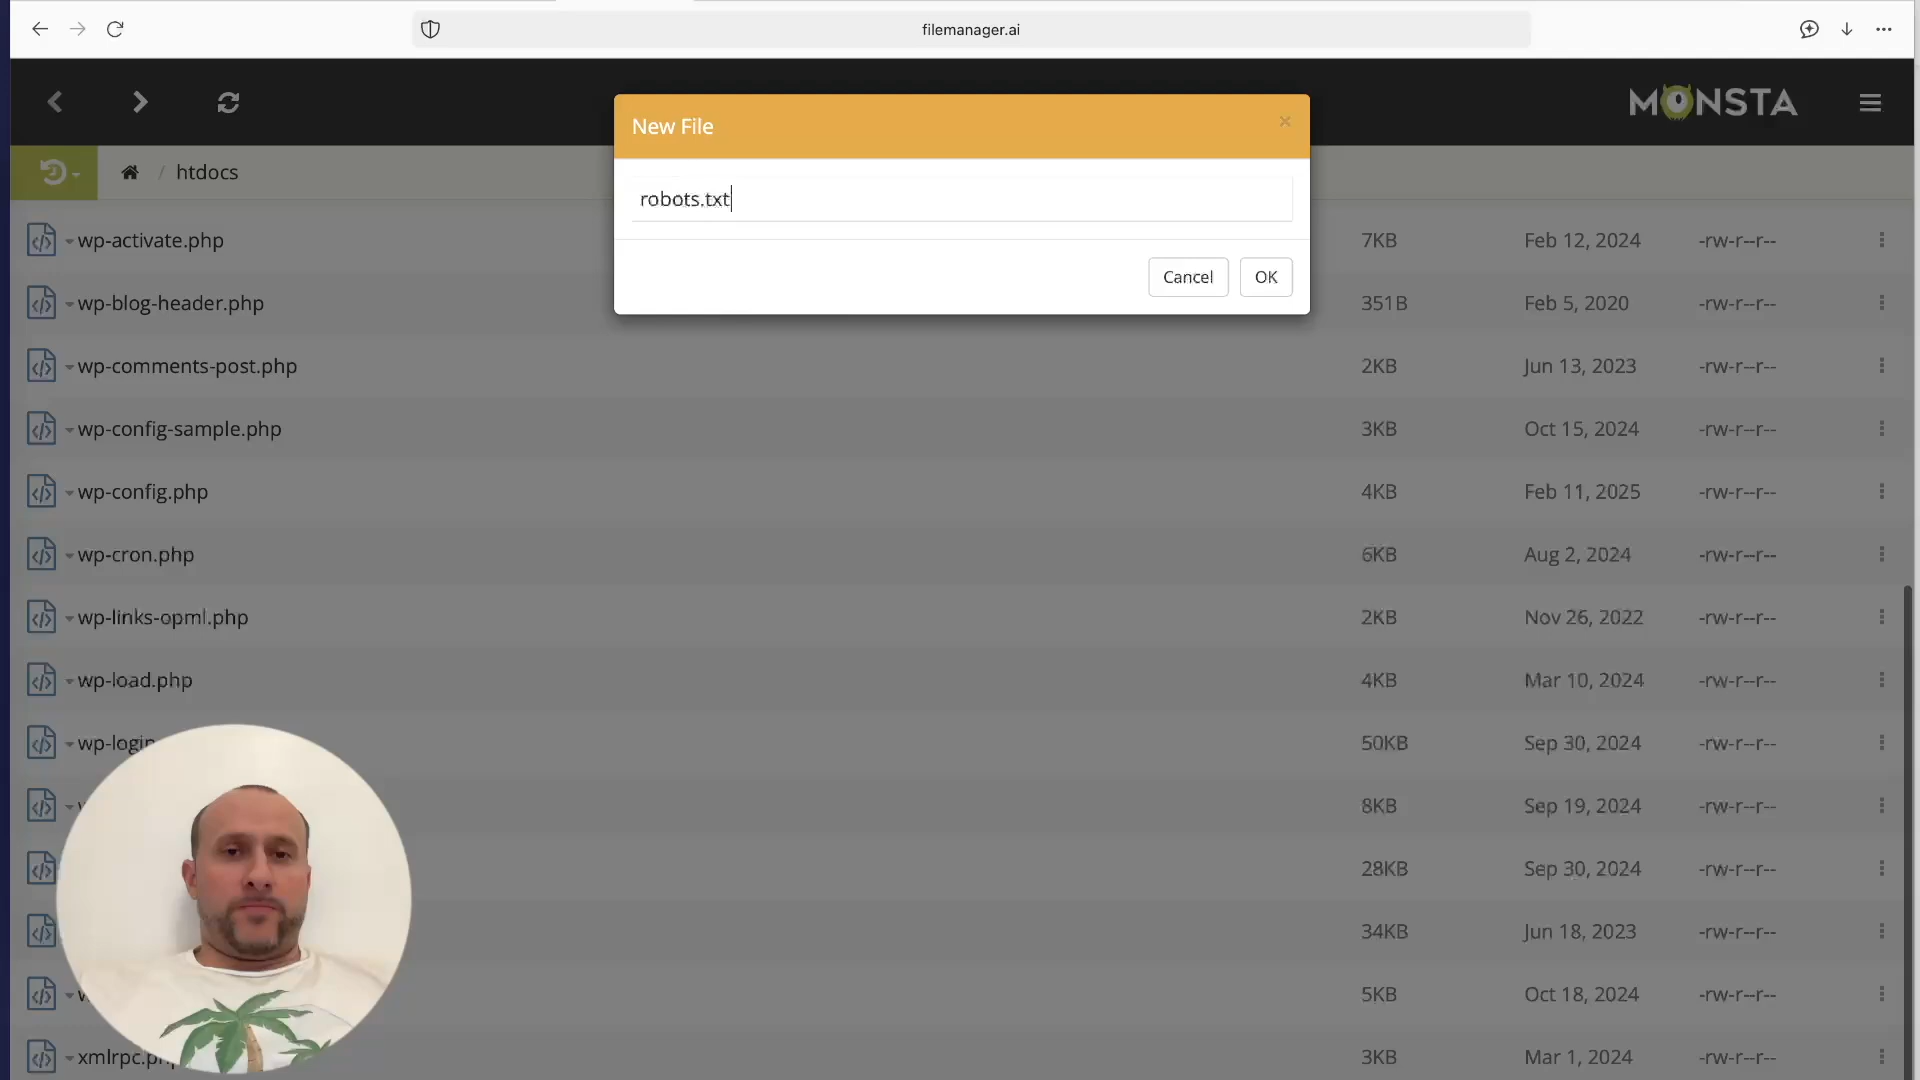 filemanager.ai
MONSTA
New File
robots.txt
Cancel
OK
/ htdocs
wp-activate.php 7KB Feb 12, 2024 -rw-r--r--
wp-blog-header.php 351B Feb 5, 2020 -rw-r--r--
wp-comments-post.php 2KB Jun 13, 2023 -rw-r--r--
wp-config-sample.php 3KB Oct 15, 2024 -rw-r--r--
wp-config.php 4KB Feb 11, 2025 -rw-r--r--
wp-cron.php 6KB Aug 2, 2024 -rw-r--r--
wp-links-opml.php 2KB Nov 26, 2022 -rw-r--r--
wp-load.php 4KB Mar 10, 2024 -rw-r--r--
wp-login 50KB Sep 30, 2024 -rw-r--r--
8KB Sep 19, 2024 -rw-r--r--
28KB Sep 30, 2024 -rw-r--r--
34KB Jun 18, 2023 -rw-r--r--
5KB Oct 18, 2024 -rw-r--r--
xmlrpc.php 3KB Mar 1, 2024 -rw-r--r--